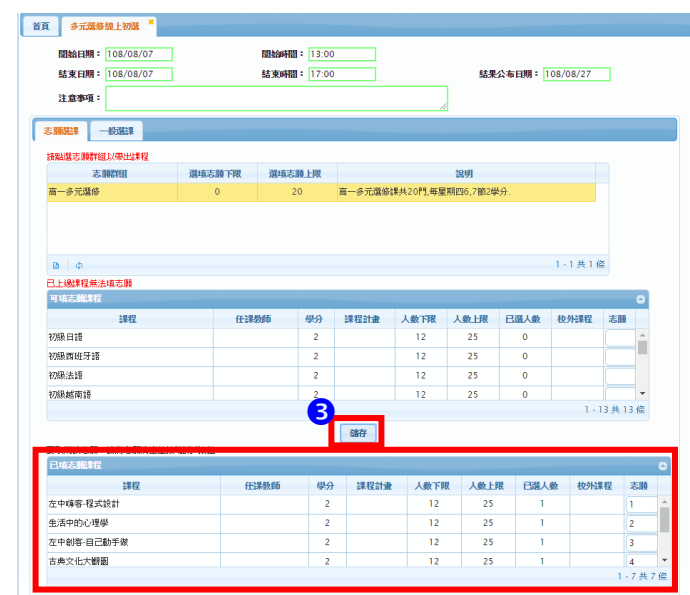 首頁 多元選修線上初選
開始日期： 108/08/07 開始時間： 13:00
結束日期： 108/08/07 結束時間： 17:00 結果公布日期： 108/08/27
注意事項：
志願選課 一般選課
請點選志願群組以帶出課程
志願群組 選填志願下限 選填志願上限 說明
高一多元選修 0 20 高一多元選修課共20門,每星期四6,7節2學分.
1 - 1 共 1 條
已上過課程無法填志願
可填志願課程
課程 任課教師 學分 課程計畫 人數下限 人數上限 已選人數 校外課程 志願
初級日語 2 12 25 0
初級西班牙語 2 12 25 0
初級法語 2 12 25 0
初級越南語 2 12 25 0
1 - 13 共 13 條
3
儲存
已填志願課程
課程 任課教師 學分 課程計畫 人數下限 人數上限 已選人數 校外課程 志願
左中嗨客-程式設計 2 12 25 1 1
生活中的心理學 2 12 25 1 2
左中創客-自己動手做 2 12 25 1 3
古典文化大觀園 2 12 25 1 4
1 - 7 共 7 條